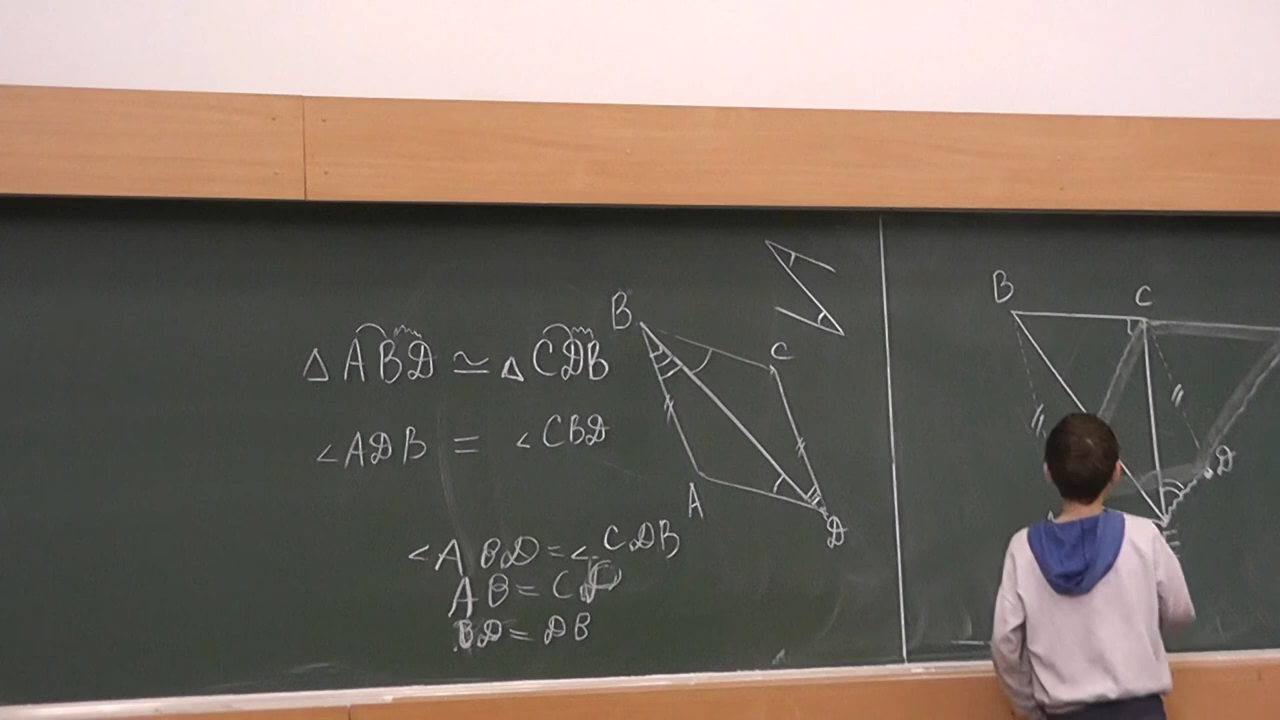 △ABD ≃ △CDB
∠ADB = ∠CBD
∠ABD = ∠CDB
AB = CD
BD = DB
B
C
A
D
B
C
D